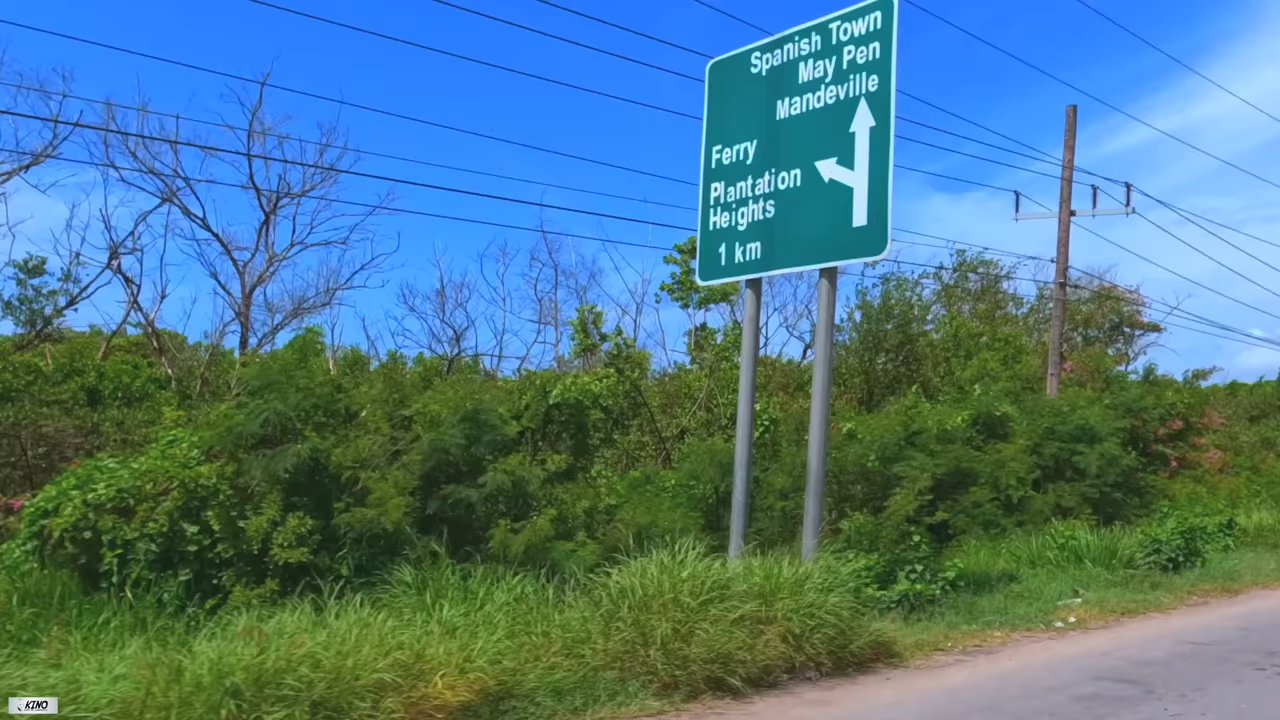 Spanish Town
May Pen
Mandeville
Ferry
Plantation
Heights
1 km
KINO